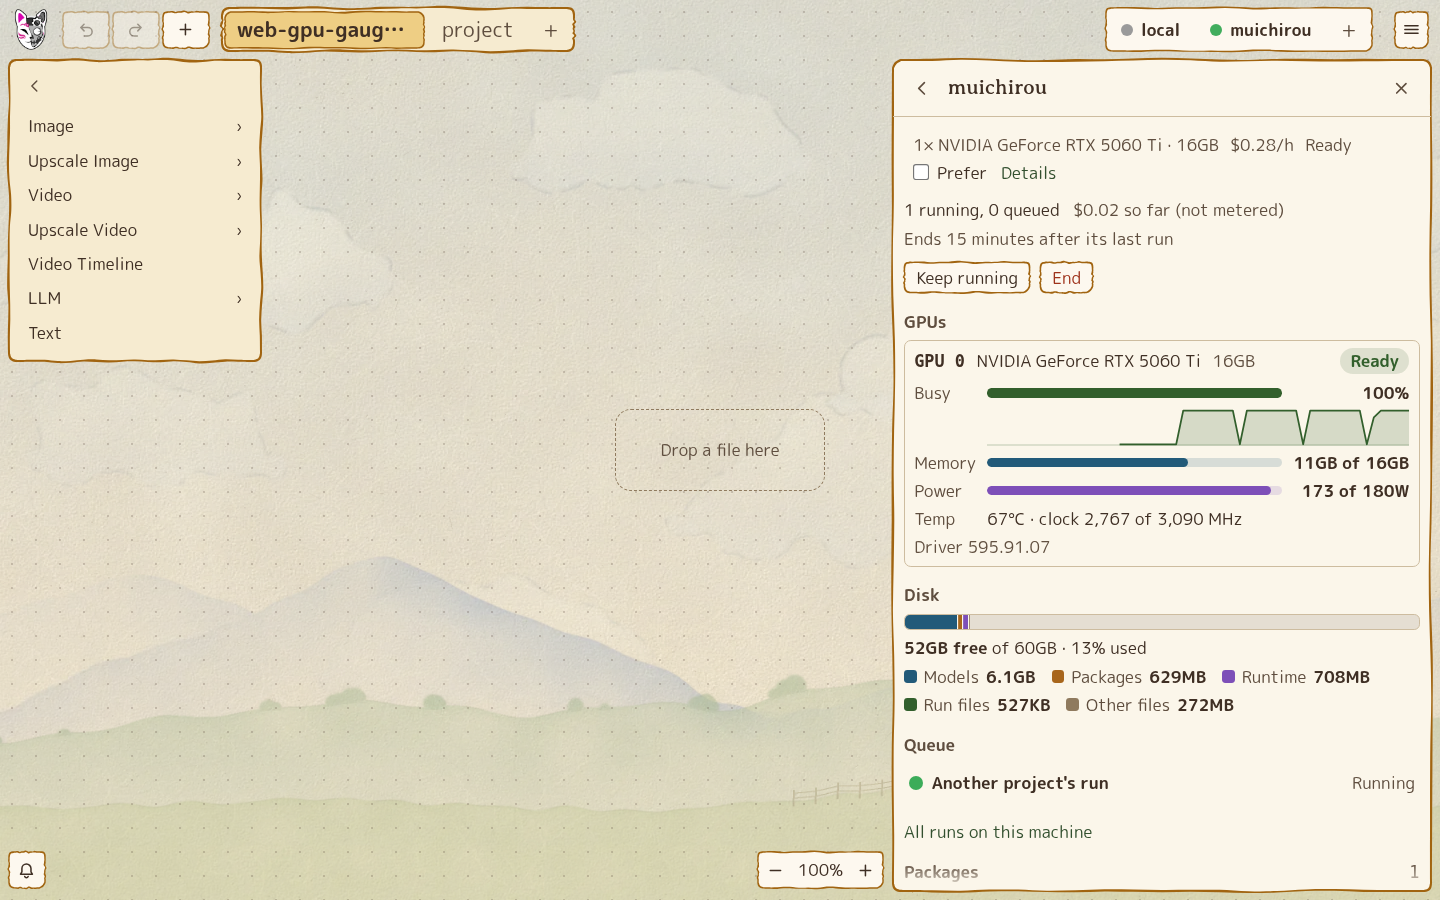 web-gpu-gaug···
project
local
muichirou
Image
Upscale Image
Video
Upscale Video
Video Timeline
LLM
Text
Drop a file here
100%
muichirou
1× NVIDIA GeForce RTX 5060 Ti · 16GB $0.28/h Ready
Prefer Details
1 running, 0 queued $0.02 so far (not metered)
Ends 15 minutes after its last run
Keep running End
GPUs
GPU 0 NVIDIA GeForce RTX 5060 Ti 16GB Ready
Busy 100%
Memory 11GB of 16GB
Power 173 of 180W
Temp 67°C · clock 2,767 of 3,090 MHz
Driver 595.91.07
Disk
52GB free of 60GB · 13% used
Models 6.1GB Packages 629MB Runtime 708MB
Run files 527KB Other files 272MB
Queue
Another project's run Running
All runs on this machine
Packages 1